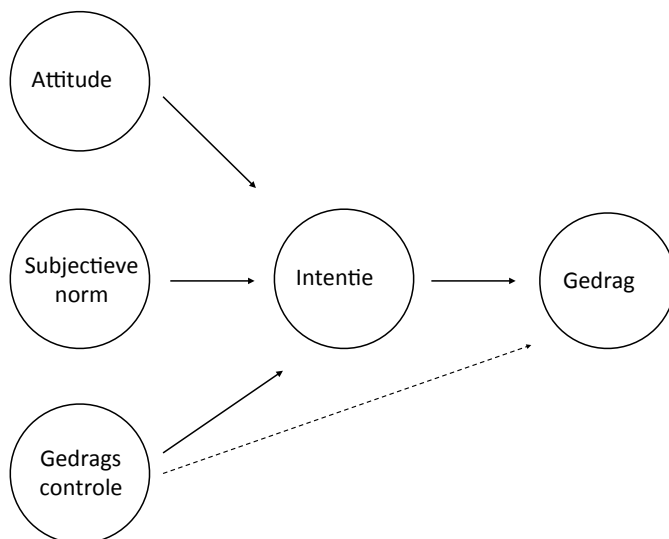 Attitude
Subjectieve
norm
Intentie
Gedrag
Gedrags
controle